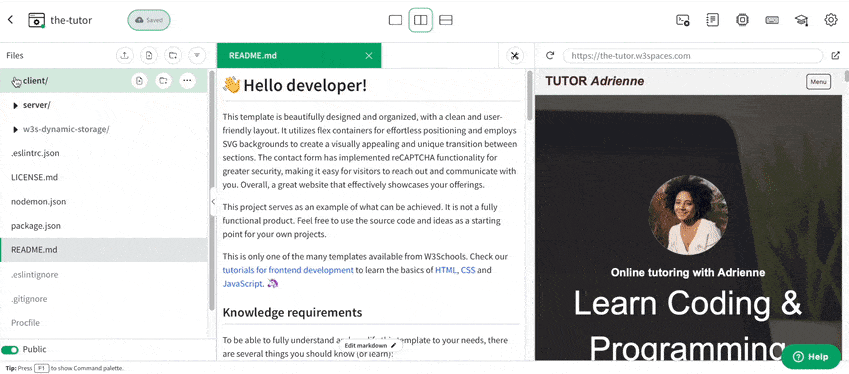 the-tutor
Saved
Files
README.md
https://the-tutor.w3spaces.com
client/
server/
w3s-dynamic-storage/
.eslintrc.json
LICENSE.md
nodemon.json
package.json
README.md
.eslintignore
.gitignore
Procfile
Public
👋 Hello developer!
This template is beautifully designed and organized, with a clean and user-
friendly layout. It utilizes flex containers for effortless positioning and employs
SVG backgrounds to create a visually appealing and unique transition between
sections. The contact form has implemented reCAPTCHA functionality for
greater security, making it easy for visitors to reach out and communicate with
you. Overall, a great website that effectively showcases your offerings.
This project serves as an example of what can be achieved. It is not a fully
functional product. Feel free to use the source code and ideas as a starting
point for your own projects.
This is only one of the many templates available from W3Schools. Check our
tutorials for frontend development to learn the basics of HTML, CSS and
JavaScript. 🦄
Knowledge requirements
To be able to fully understand template to your needs, there
are several things you should know (or learn):
Edit markdown
TUTOR Adrienne
Menu
Online tutoring with Adrienne
Learn Coding &
Programming
Help
Tip: Press F1 to show Command palette.